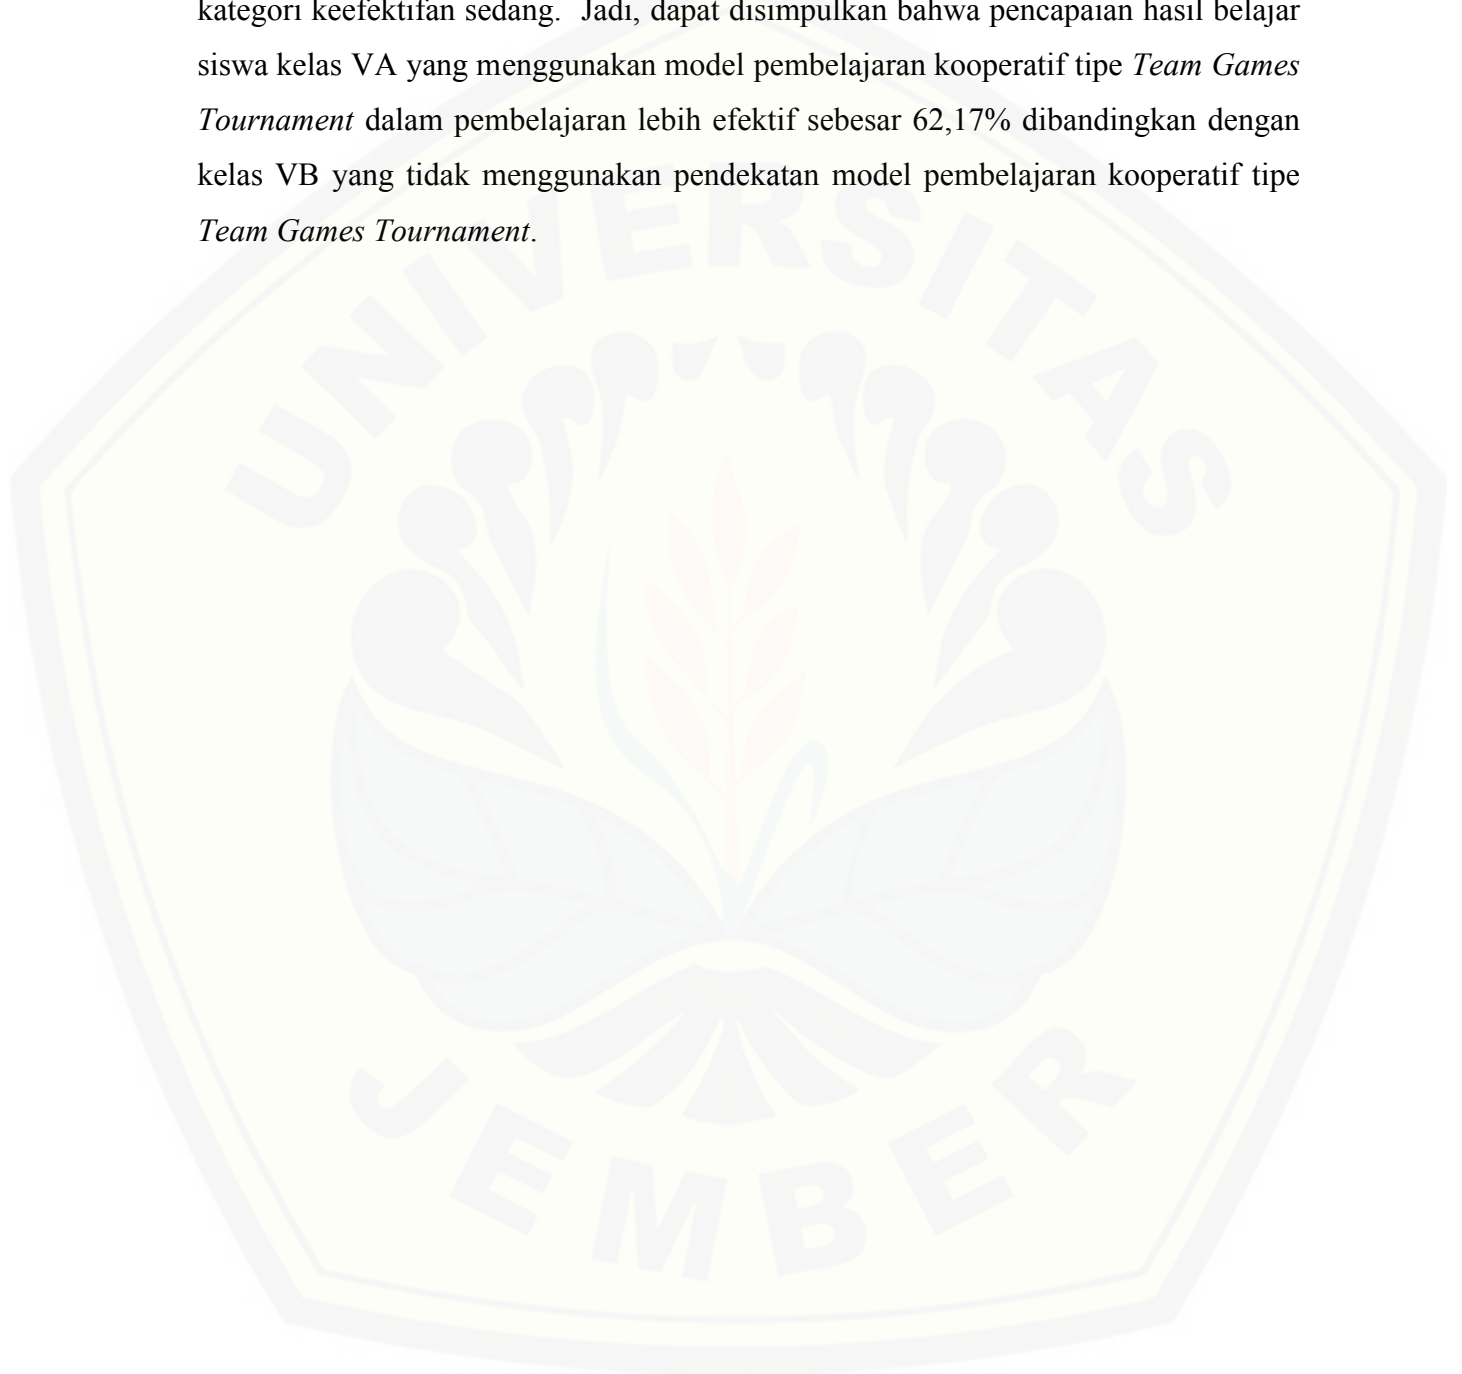 kategori keefektifan sedang.  Jadi, dapat disimpulkan bahwa pencapaian hasil belajar
siswa kelas VA yang menggunakan model pembelajaran kooperatif tipe Team Games
Tournament dalam pembelajaran lebih efektif sebesar 62,17% dibandingkan dengan
kelas VB yang tidak menggunakan pendekatan model pembelajaran kooperatif tipe
Team Games Tournament.
UNIVERSITAS
JEMBER